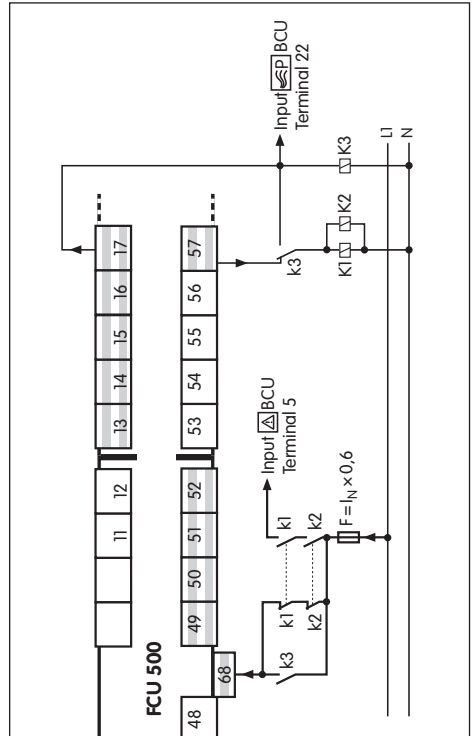 FCU 500
11
12
13
14
15
16
17
48
68
49
50
51
52
53
54
55
56
57
Input P BCU
Terminal 22
Input BCU
Terminal 5
k3
k1
k2
k1
k2
k3
K1
K2
K3
F = I_N × 0,6
L1
N